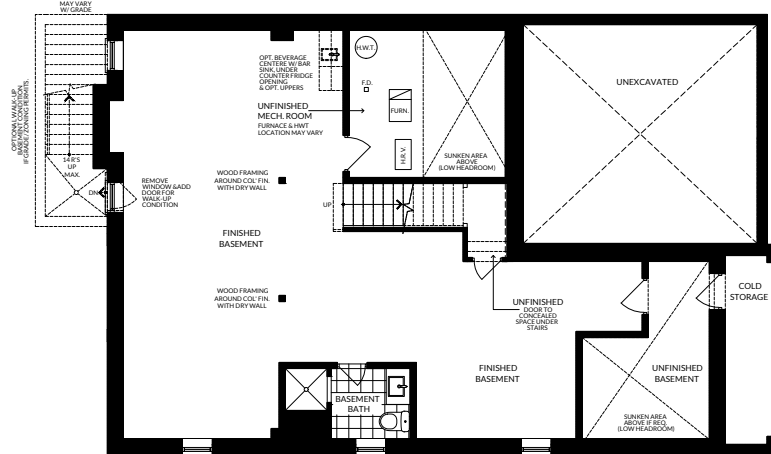 MAY VARY
W/ GRADE
OPTIONAL WALK-UP
BASEMENT CONDITION
IF GRADE / ZONING PERMITS.
14 R'S
UP
MAX.
DN
REMOVE
WINDOW & ADD
DOOR FOR
WALK-UP
CONDITION
OPT. BEVERAGE
CENTERE W/ BAR
SINK, UNDER
COUNTER FRIDGE
OPENING
& OPT. UPPERS
UNFINISHED
MECH. ROOM
FURNACE & HWT
LOCATION MAY VARY
H.W.T.
F.D.
FURN.
H.R.V.
SUNKEN AREA
ABOVE
(LOW HEADROOM)
UNEXCAVATED
WOOD FRAMING
AROUND COL' FIN.
WITH DRY WALL
UP
FINISHED
BASEMENT
WOOD FRAMING
AROUND COL' FIN.
WITH DRY WALL
UNFINISHED
DOOR TO
CONCEALED
SPACE UNDER
STAIRS
COLD
STORAGE
FINISHED
BASEMENT
UNFINISHED
BASEMENT
BASEMENT
BATH
SUNKEN AREA
ABOVE IF REQ.
(LOW HEADROOM)